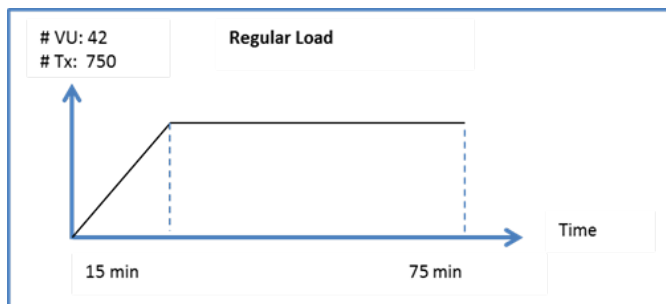 # VU: 42
# Tx: 750
Regular Load
Time
15 min
75 min